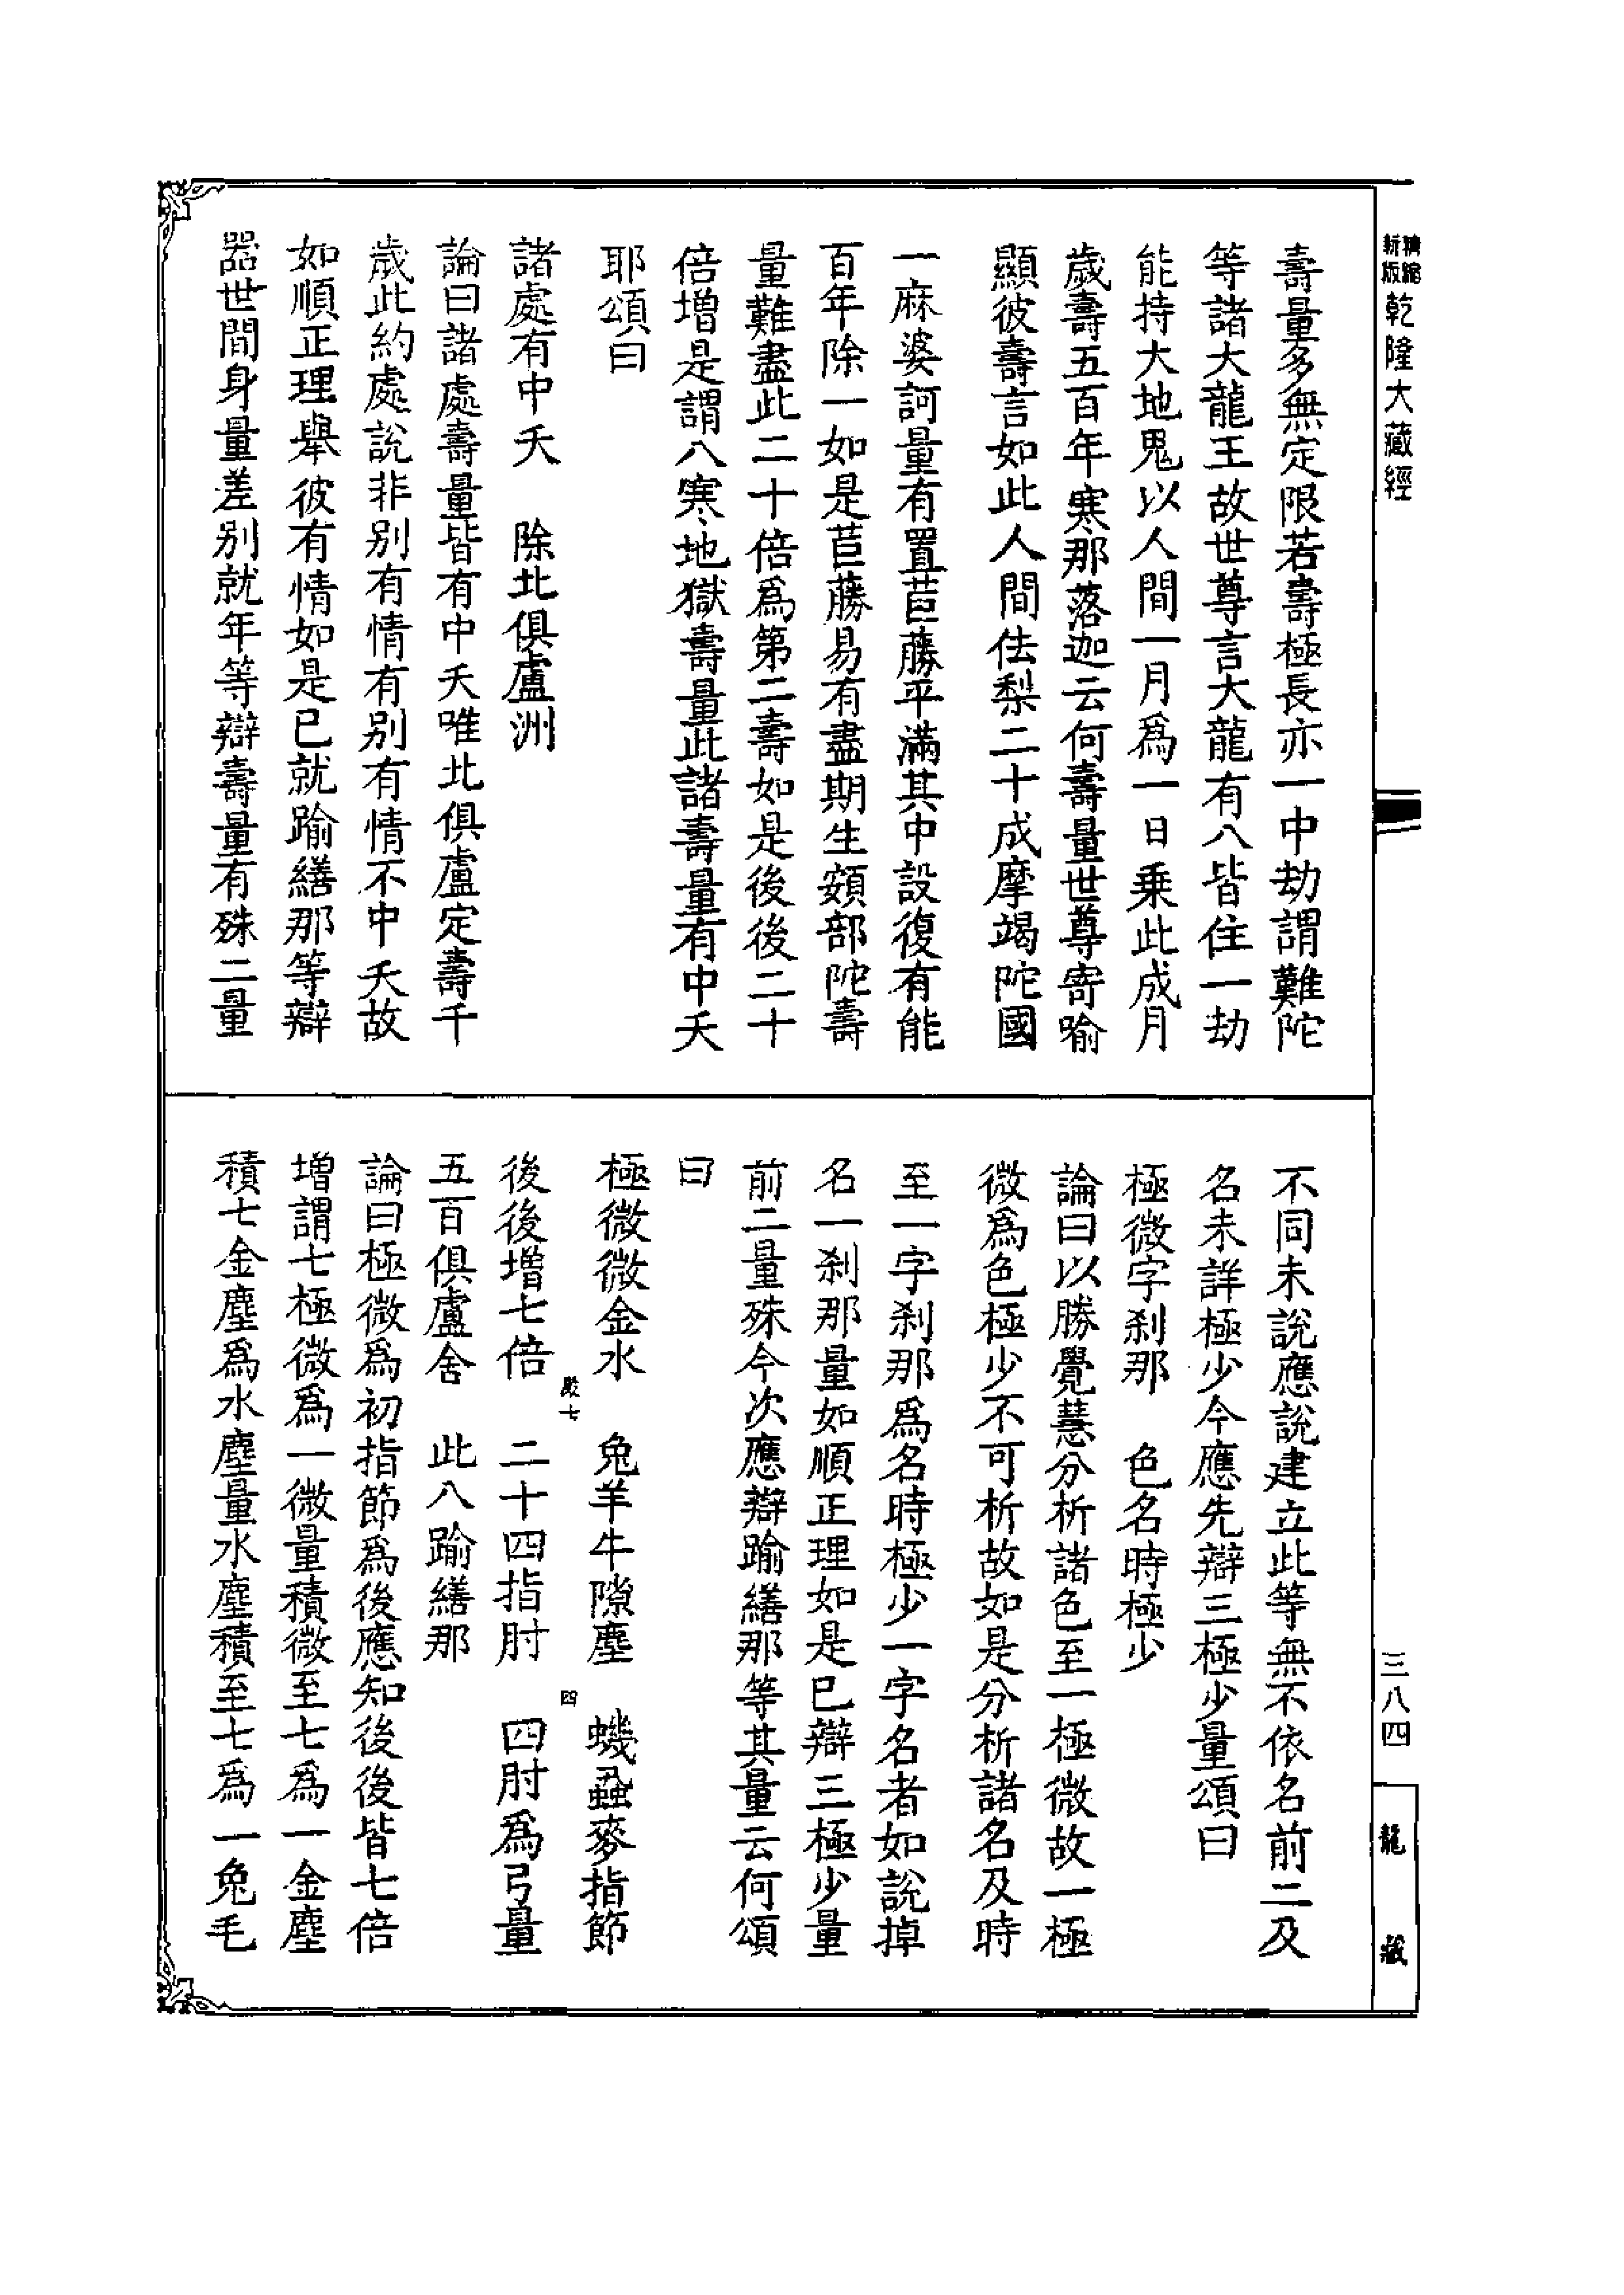 精縮新版乾隆大藏經
壽量多無定限若壽極長亦一中劫謂難陀
等諸大龍王故世尊言大龍有八皆住一劫
能持大地鬼以人間一月爲一日乘此成月
歲壽五百年寒那落迦云何壽量世尊寄喻
顯彼壽言如此人間佉梨二十成摩竭陀國
一麻婆訶量有置苣藤平滿其中設復有能
百年除一如是苣藤易有盡期生頞部陀壽
量難盡此二十倍爲第二壽如是後後二十
倍增是謂八寒地獄壽量此諸壽量有中夭
耶頌曰
諸處有中夭　除北俱盧洲
論曰諸處壽量皆有中夭唯北俱盧定壽千
歲此約處說非別有情有別有情不中夭故
如順正理舉彼有情如是已就踰繕那等辯
器世間身量差別就年等辯壽量有殊二量
不同未說應說建立此等無不依名前二及
名未詳極少今應先辯三極少量頌曰
極微字刹那　色名時極少
論曰以勝覺慧分析諸色至一極微故一極
微爲色極少不可析故如是分析諸名及時
至一字刹那爲名時極少一字名者如說掉
名一刹那量如順正理如是已辯三極少量
前二量殊今次應辯踰繕那等其量云何頌
曰
極微微金水　兔羊牛隙塵　蟣蝨麥指節
殿七　四
後後增七倍　二十四指肘　四肘爲弓量
五百俱盧舍　此八踰繕那
論曰極微爲初指節爲後應知後後皆七倍
增謂七極微爲一微量積微至七爲一金塵
積七金塵爲水塵量水塵積至七爲一兔毛
三八四
龍藏